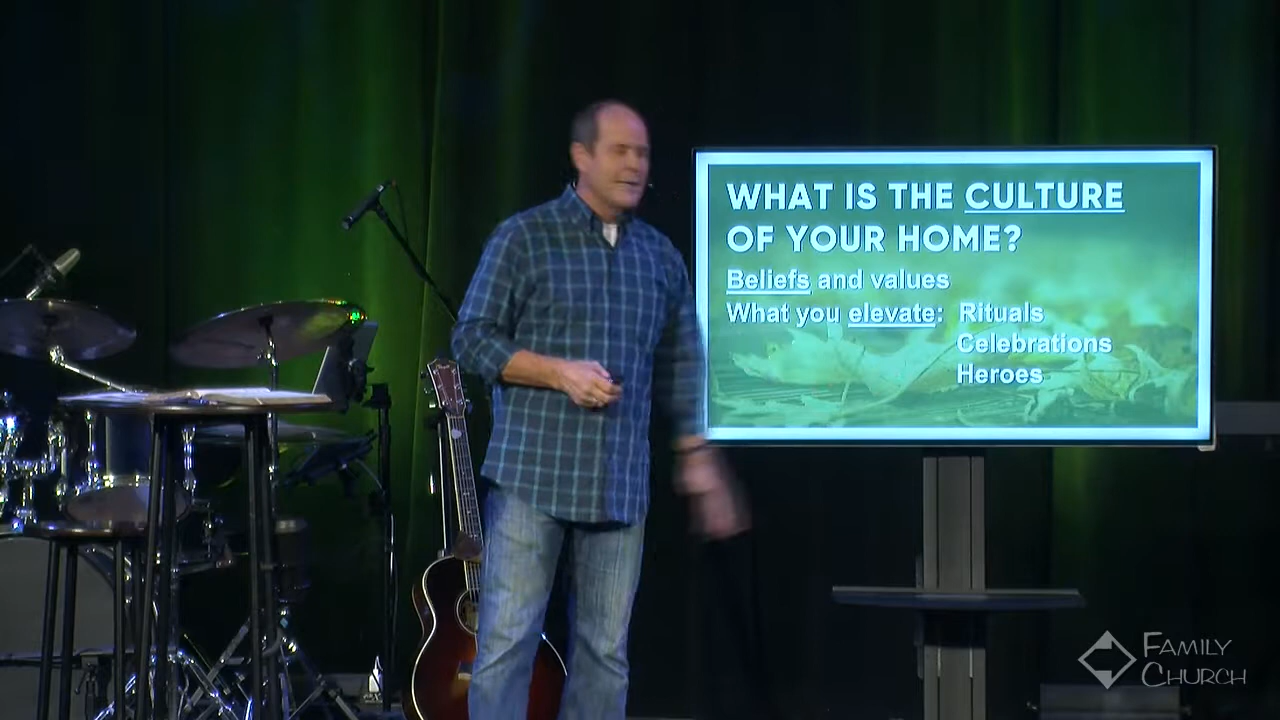 WHAT IS THE CULTURE
OF YOUR HOME?
Beliefs and values
What you elevate: Rituals
Celebrations
Heroes
FAMILY
CHURCH